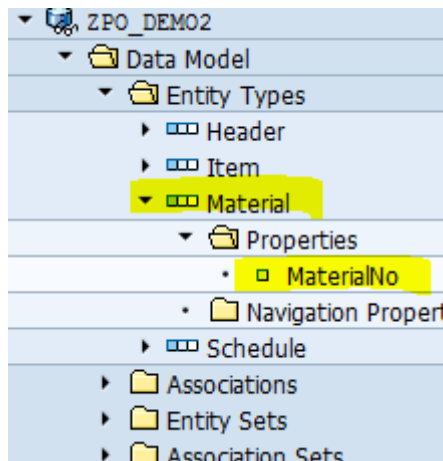 ZPO_DEMO2
Data Model
Entity Types
Header
Item
Material
Properties
MaterialNo
Navigation Propert
Schedule
Associations
Entity Sets
Association Sets